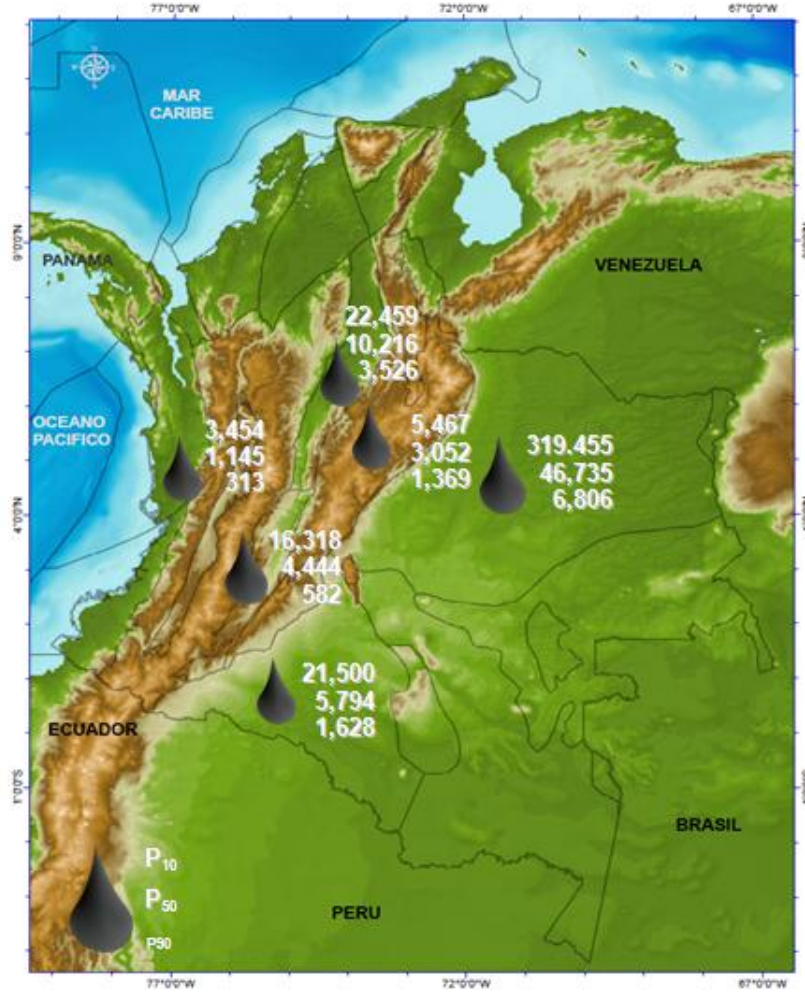 77°0'0"W 72°0'0"W 67°0'0"W
MAR
CARIBE
9°0'0"N
PANAMA
VENEZUELA
22,459
10,216
3,526
OCEANO
PACIFICO
3,454
1,145
313
5,467
3,052
1,369
319.455
46,735
6,806
4°0'0"N
16,318
4,444
582
21,500
5,794
1,628
ECUADOR
1°0'0"S
BRASIL
P10
P50
P90
PERU
77°0'0"W 72°0'0"W 67°0'0"W